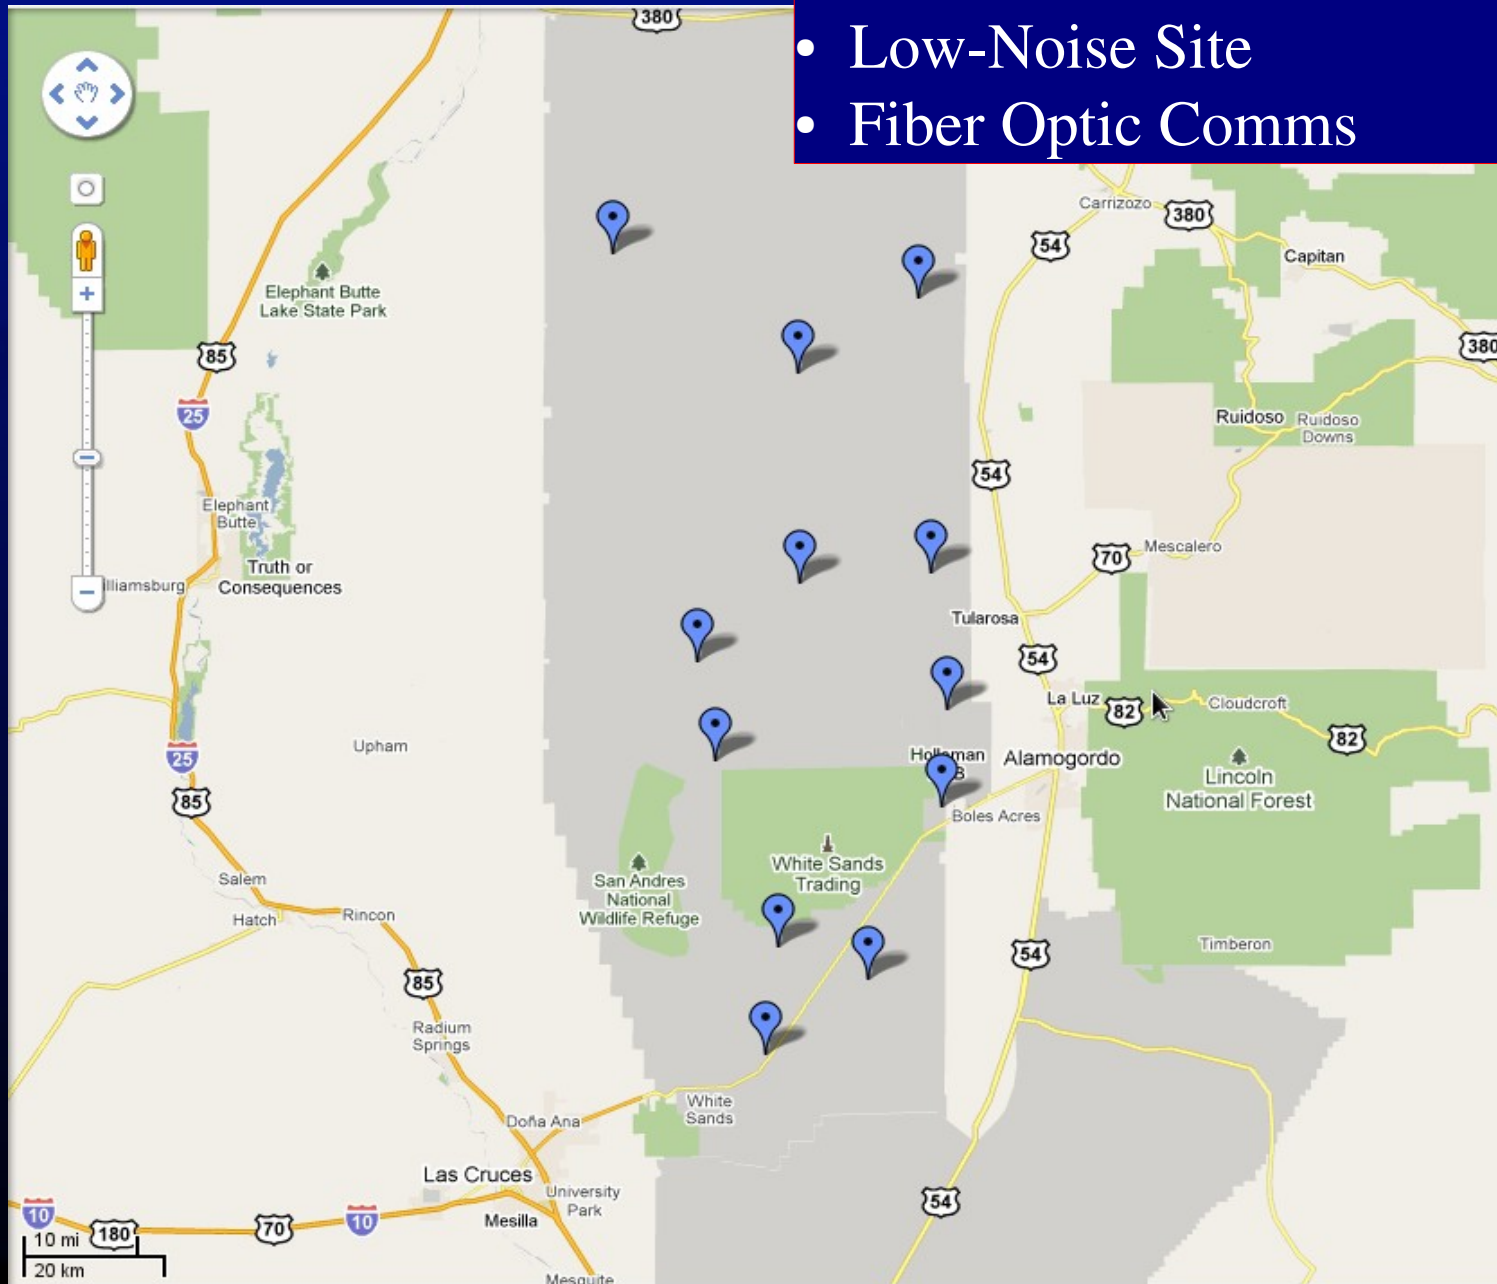 • Low-Noise Site
• Fiber Optic Comms
380
Carrizozo
380
54
Capitan
Elephant Butte
Lake State Park
85
380
25
Ruidoso
Ruidoso
Downs
54
Elephant
Butte
Mescalero
70
Truth or
Consequences
lliamsburg
Tularosa
54
La Luz
82
Cloudcroft
82
Upham
25
Alamogordo
Lincoln
National Forest
85
Boles Acres
White Sands
Trading
San Andres
National
Wildlife Refuge
Salem
Hatch
Rincon
Timberon
54
85
Radium
Springs
White
Sands
Doña Ana
Las Cruces
University
Park
Mesilla
54
10
180
70
10
10 mi
20 km
Mesquite